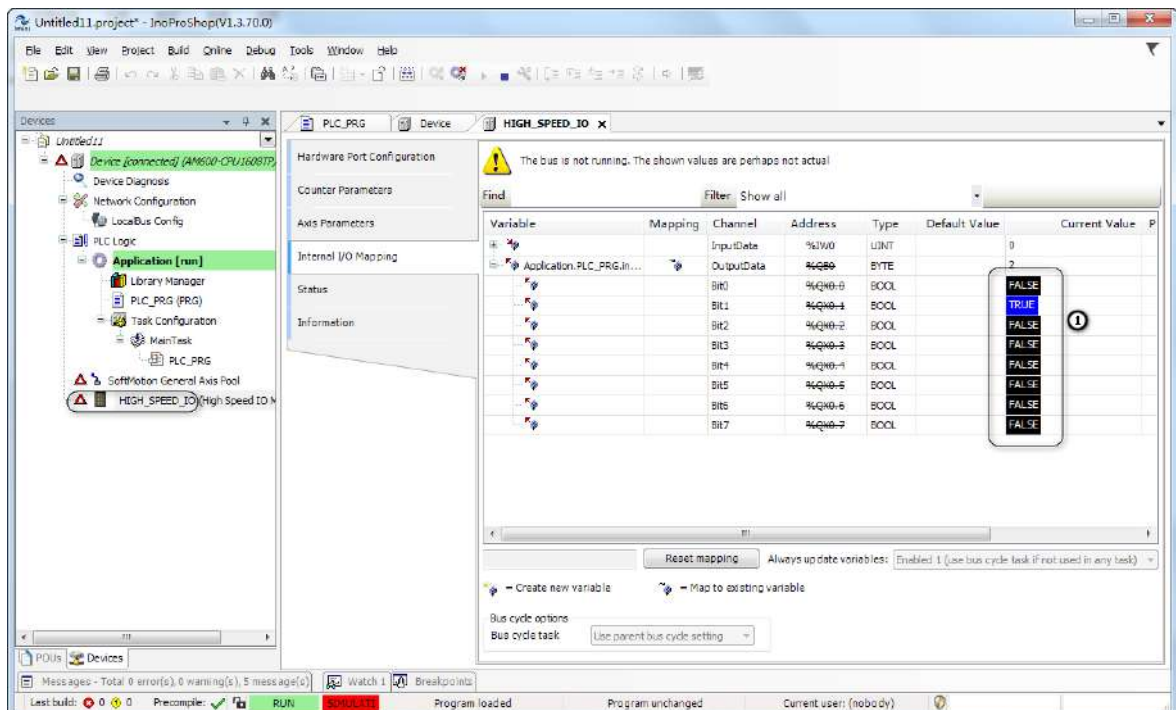 Untitled11.project* - InoProShop(V1.3.70.0)
File Edit View Project Build Online Debug Tools Window Help
Devices
Untitled11
Device [connected] (AM600-CPU1608TP/
Device Diagnosis
Network Configuration
LocalBus Config
PLC Logic
Application [run]
Library Manager
PLC_PRG (PRG)
Task Configuration
MainTask
PLC_PRG
SoftMotion General Axis Pool
HIGH_SPEED_IO (High Speed IO M
POUs Devices
PLC_PRG Device HIGH_SPEED_IO X
Hardware Port Configuration
Counter Parameters
Axis Parameters
Internal I/O Mapping
Status
Information
The bus is not running. The shown values are perhaps not actual
Find Filter Show all
Variable Mapping Channel Address Type Default Value Current Value P
InputData %IW0 UINT 0
Application.PLC_PRG.in... OutputData %QB0 BYTE 2
Bit0 %QX0.0 BOOL FALSE
Bit1 %QX0.1 BOOL TRUE
Bit2 %QX0.2 BOOL FALSE
Bit3 %QX0.3 BOOL FALSE
Bit4 %QX0.4 BOOL FALSE
Bit5 %QX0.5 BOOL FALSE
Bit6 %QX0.6 BOOL FALSE
Bit7 %QX0.7 BOOL FALSE
1
Reset mapping Always update variables: Enabled 1 (use bus cycle task if not used in any task)
= Create new variable = Map to existing variable
Bus cycle options
Bus cycle task Use parent bus cycle setting
Messages - Total 0 error(s), 0 warning(s), 5 message(s) Watch 1 Breakpoints
Last build: 0 0 Precompile: RUN Program loaded Program unchanged Current user: (nobody)